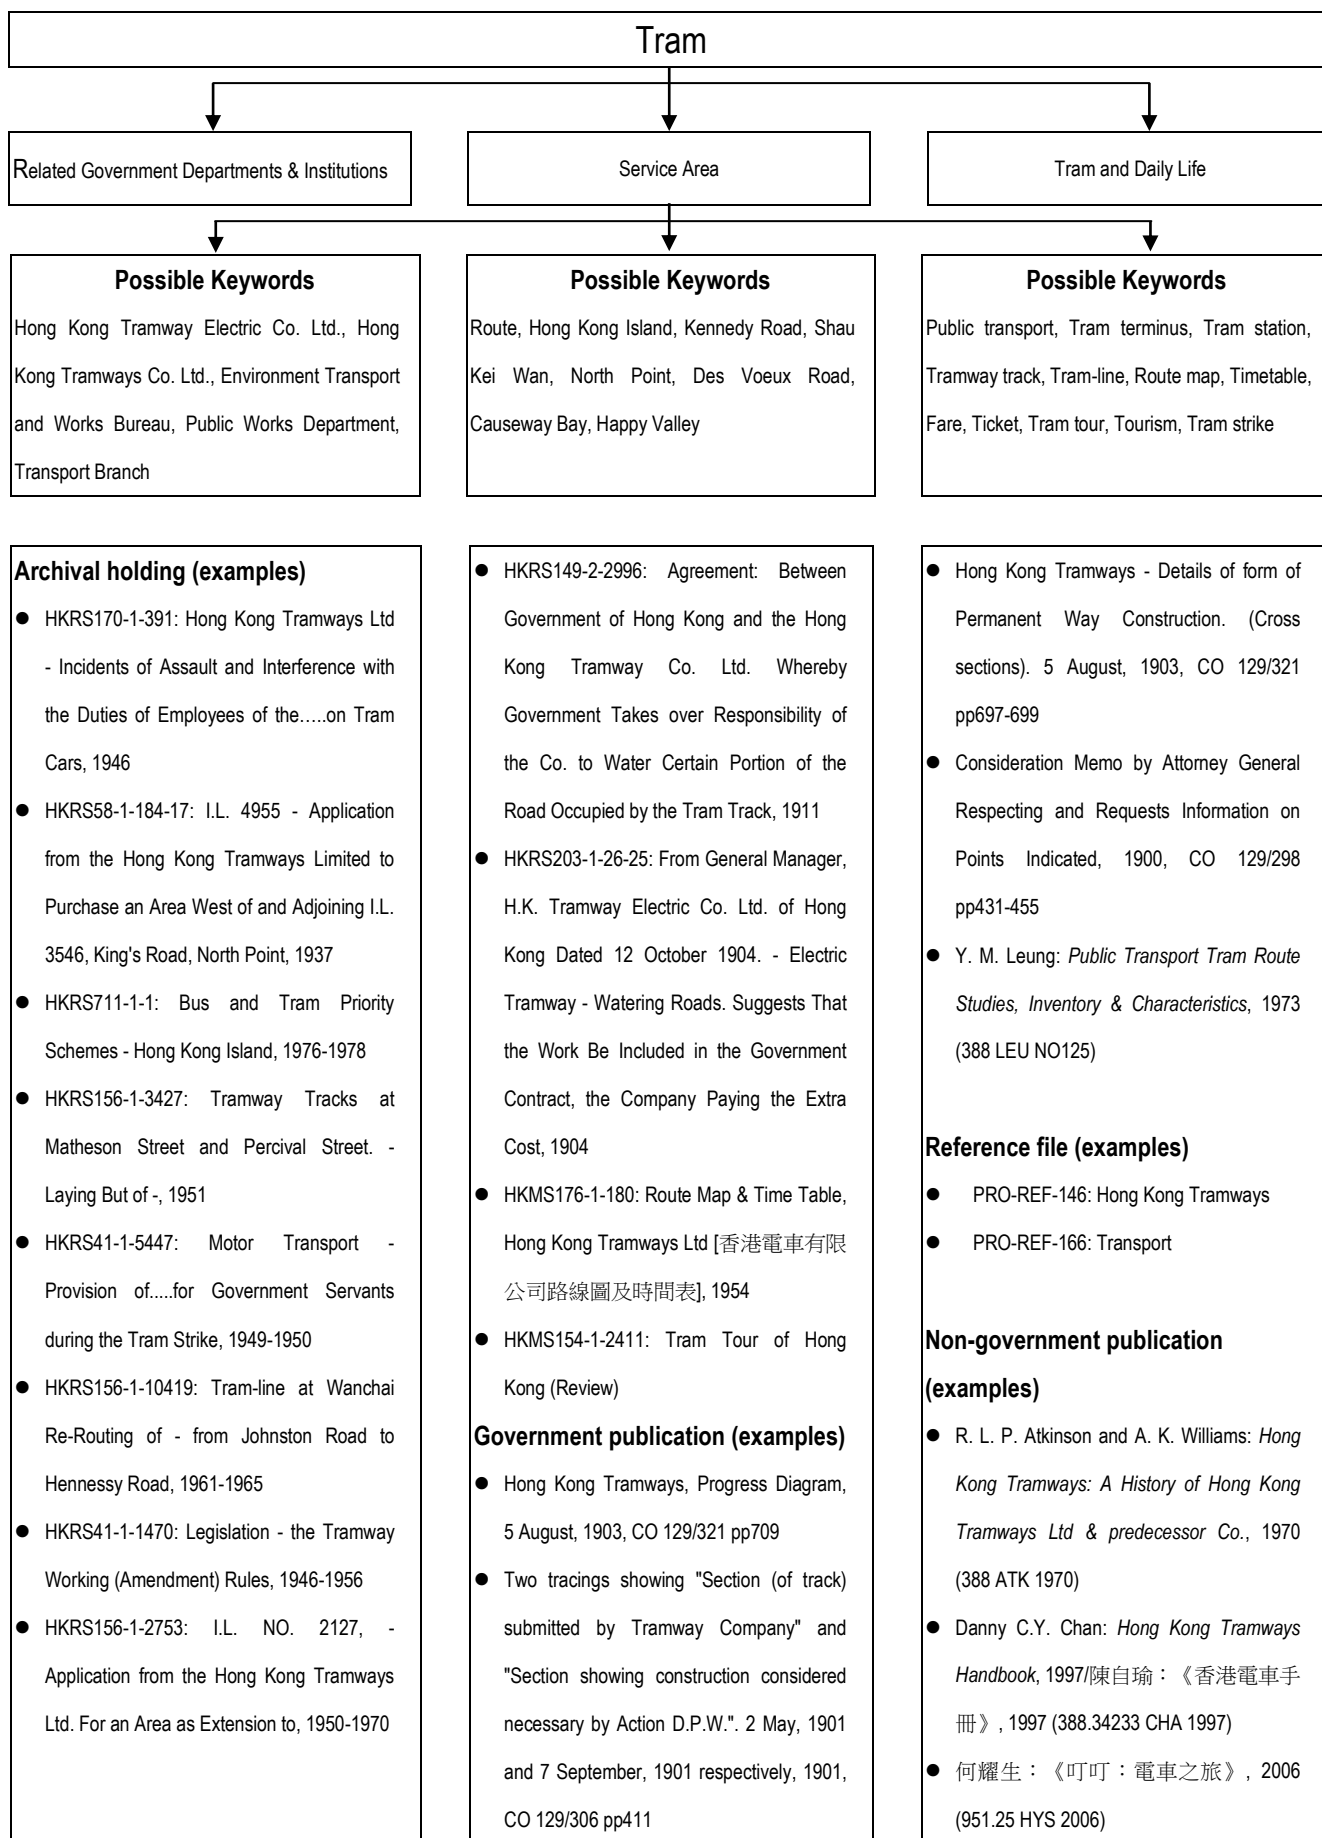 Tram
Related Government Departments & Institutions
Service Area
Tram and Daily Life
Possible Keywords
Hong Kong Tramway Electric Co. Ltd., Hong
Kong Tramways Co. Ltd., Environment Transport
and Works Bureau, Public Works Department,
Transport Branch
Possible Keywords
Route, Hong Kong Island, Kennedy Road, Shau
Kei Wan, North Point, Des Voeux Road,
Causeway Bay, Happy Valley
Possible Keywords
Public transport, Tram terminus, Tram station,
Tramway track, Tram-line, Route map, Timetable,
Fare, Ticket, Tram tour, Tourism, Tram strike
Archival holding (examples)
● HKRS170-1-391: Hong Kong Tramways Ltd
- Incidents of Assault and Interference with
the Duties of Employees of the…..on Tram
Cars, 1946
● HKRS58-1-184-17: I.L. 4955 - Application
from the Hong Kong Tramways Limited to
Purchase an Area West of and Adjoining I.L.
3546, King's Road, North Point, 1937
● HKRS711-1-1: Bus and Tram Priority
Schemes - Hong Kong Island, 1976-1978
● HKRS156-1-3427: Tramway Tracks at
Matheson Street and Percival Street. -
Laying But of -, 1951
● HKRS41-1-5447: Motor Transport -
Provision of.....for Government Servants
during the Tram Strike, 1949-1950
● HKRS156-1-10419: Tram-line at Wanchai
Re-Routing of - from Johnston Road to
Hennessy Road, 1961-1965
● HKRS41-1-1470: Legislation - the Tramway
Working (Amendment) Rules, 1946-1956
● HKRS156-1-2753: I.L. NO. 2127, -
Application from the Hong Kong Tramways
Ltd. For an Area as Extension to, 1950-1970
● HKRS149-2-2996: Agreement: Between
Government of Hong Kong and the Hong
Kong Tramway Co. Ltd. Whereby
Government Takes over Responsibility of
the Co. to Water Certain Portion of the
Road Occupied by the Tram Track, 1911
● HKRS203-1-26-25: From General Manager,
H.K. Tramway Electric Co. Ltd. of Hong
Kong Dated 12 October 1904. - Electric
Tramway - Watering Roads. Suggests That
the Work Be Included in the Government
Contract, the Company Paying the Extra
Cost, 1904
● HKMS176-1-180: Route Map & Time Table,
Hong Kong Tramways Ltd [香港電車有限
公司路線圖及時間表], 1954
● HKMS154-1-2411: Tram Tour of Hong
Kong (Review)
Government publication (examples)
● Hong Kong Tramways, Progress Diagram,
5 August, 1903, CO 129/321 pp709
● Two tracings showing "Section (of track)
submitted by Tramway Company" and
"Section showing construction considered
necessary by Action D.P.W.". 2 May, 1901
and 7 September, 1901 respectively, 1901,
CO 129/306 pp411
● Hong Kong Tramways - Details of form of
Permanent Way Construction. (Cross
sections). 5 August, 1903, CO 129/321
pp697-699
● Consideration Memo by Attorney General
Respecting and Requests Information on
Points Indicated, 1900, CO 129/298
pp431-455
● Y. M. Leung: Public Transport Tram Route
Studies, Inventory & Characteristics, 1973
(388 LEU NO125)
Reference file (examples)
● PRO-REF-146: Hong Kong Tramways
● PRO-REF-166: Transport
Non-government publication
(examples)
● R. L. P. Atkinson and A. K. Williams: Hong
Kong Tramways: A History of Hong Kong
Tramways Ltd & predecessor Co., 1970
(388 ATK 1970)
● Danny C.Y. Chan: Hong Kong Tramways
Handbook, 1997/陳自瑜：《香港電車手
冊》, 1997 (388.34233 CHA 1997)
● 何耀生：《叮叮：電車之旅》, 2006
(951.25 HYS 2006)